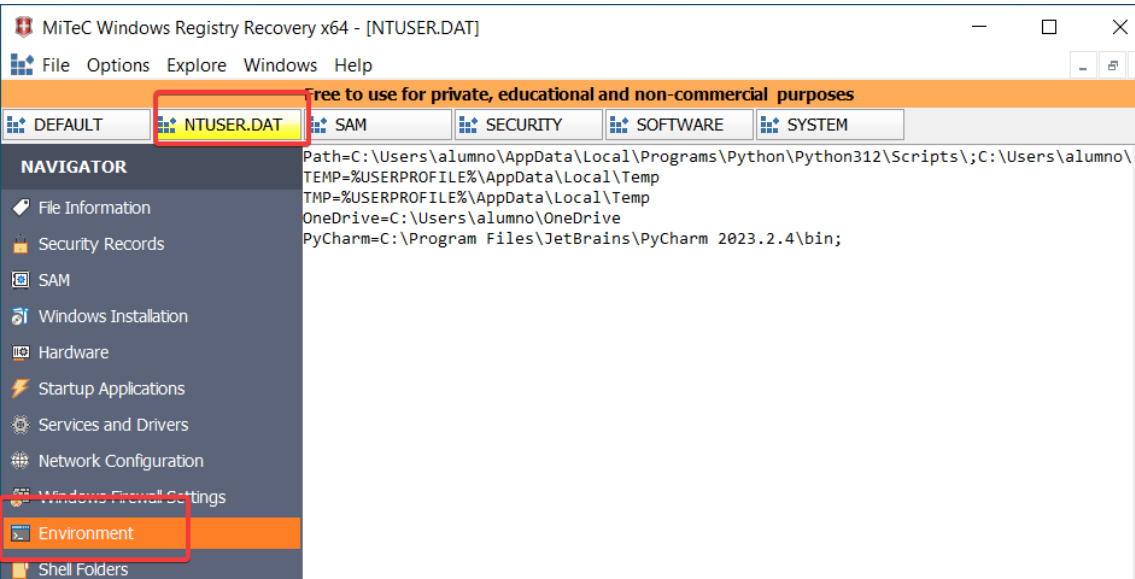 MiTeC Windows Registry Recovery x64 - [NTUSER.DAT]
File Options Explore Windows Help
Free to use for private, educational and non-commercial purposes
DEFAULT NTUSER.DAT SAM SECURITY SOFTWARE SYSTEM
NAVIGATOR
File Information
Security Records
SAM
Windows Installation
Hardware
Startup Applications
Services and Drivers
Network Configuration
Windows Firewall Settings
Environment
Shell Folders
Path=C:\Users\alumno\AppData\Local\Programs\Python\Python312\Scripts\;C:\Users\alumno\
TEMP=%USERPROFILE%\AppData\Local\Temp
TMP=%USERPROFILE%\AppData\Local\Temp
OneDrive=C:\Users\alumno\OneDrive
PyCharm=C:\Program Files\JetBrains\PyCharm 2023.2.4\bin;